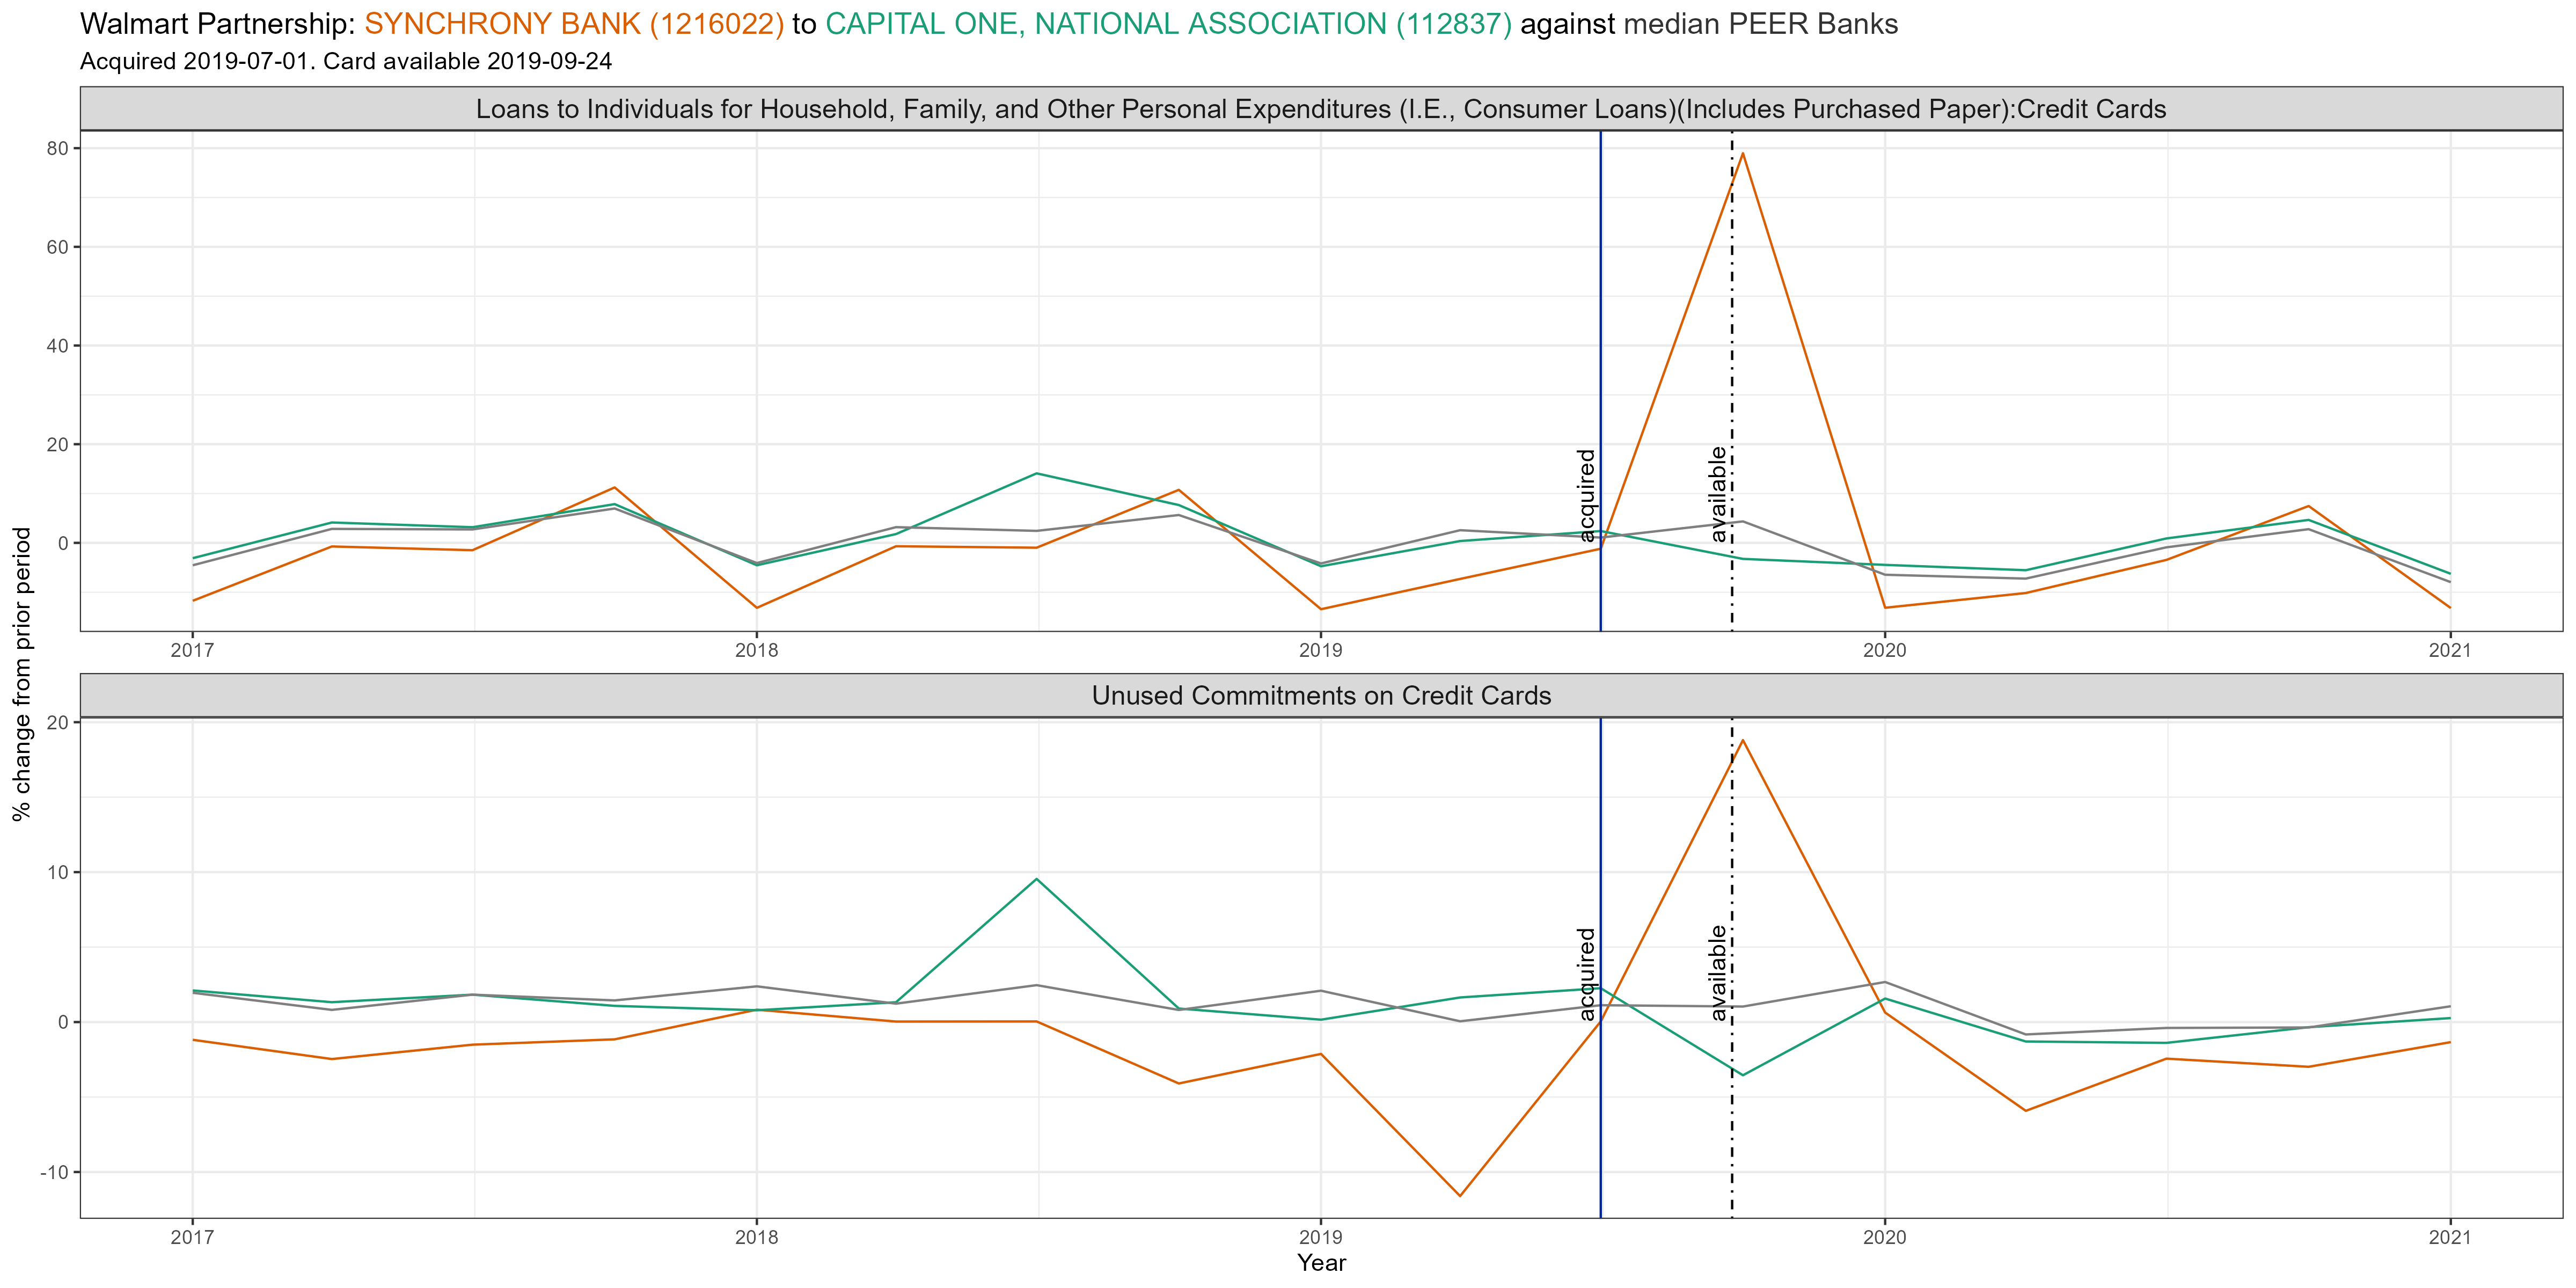 Walmart Partnership: SYNCHRONY BANK (1216022) to CAPITAL ONE, NATIONAL ASSOCIATION (112837) against median PEER Banks
Acquired 2019-07-01. Card available 2019-09-24
Loans to Individuals for Household, Family, and Other Personal Expenditures (I.E., Consumer Loans)(Includes Purchased Paper):Credit Cards
80
60
40
20
0
acquired
available
2017 2018 2019 2020 2021
% change from prior period
Unused Commitments on Credit Cards
20
10
0
-10
acquired
available
2017 2018 2019 2020 2021
Year